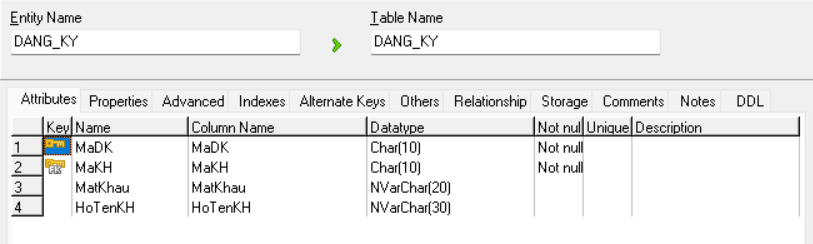 Entity Name Table Name
DANG_KY DANG_KY
Attributes Properties Advanced Indexes Alternate Keys Others Relationship Storage Comments Notes DDL
Key Name Column Name Datatype Not nul Unique Description
1 MaDK MaDK Char(10) Not null
2 FK MaKH MaKH Char(10) Not null
3 MatKhau MatKhau NVarChar(20)
4 HoTenKH HoTenKH NVarChar(30)